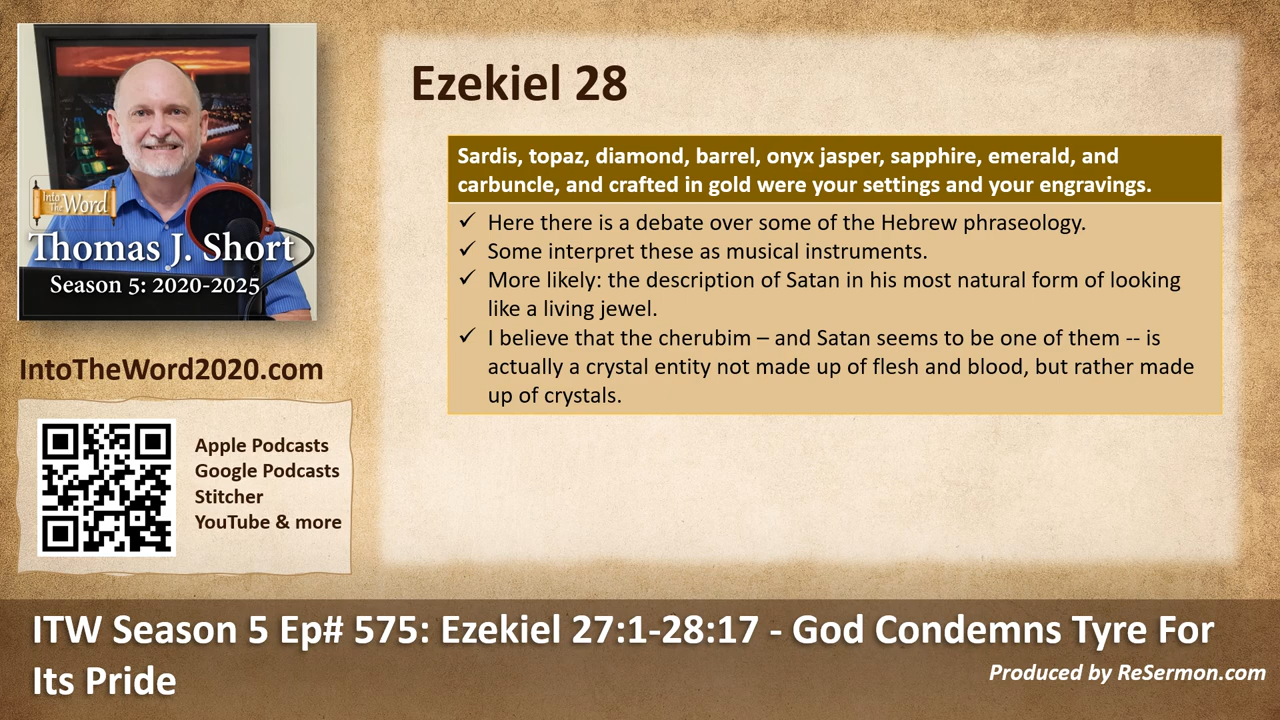 Into
The Word
Thomas J. Short
Season 5: 2020-2025
IntoTheWord2020.com
Apple Podcasts
Google Podcasts
Stitcher
YouTube & more
Ezekiel 28
Sardis, topaz, diamond, barrel, onyx jasper, sapphire, emerald, and
carbuncle, and crafted in gold were your settings and your engravings.
✓ Here there is a debate over some of the Hebrew phraseology.
✓ Some interpret these as musical instruments.
✓ More likely: the description of Satan in his most natural form of looking
like a living jewel.
✓ I believe that the cherubim – and Satan seems to be one of them -- is
actually a crystal entity not made up of flesh and blood, but rather made
up of crystals.
ITW Season 5 Ep# 575: Ezekiel 27:1-28:17 - God Condemns Tyre For
Its Pride
Produced by ReSermon.com